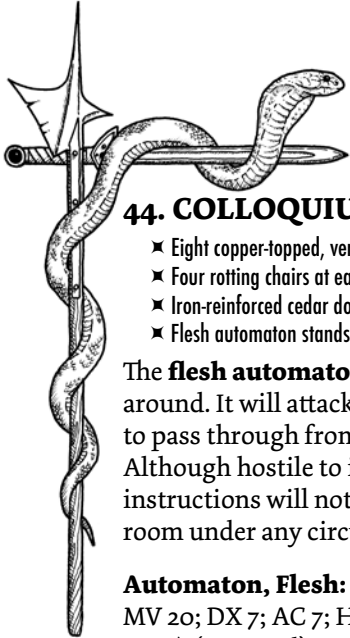 44. COLLOQUIU
Eight copper-topped, ver
Four rotting chairs at ea
Iron-reinforced cedar do
Flesh automaton stands
The flesh automato
around. It will attack
to pass through from
Although hostile to i
instructions will not
room under any circu
Automaton, Flesh:
MV 20; DX 7; AC 7; H